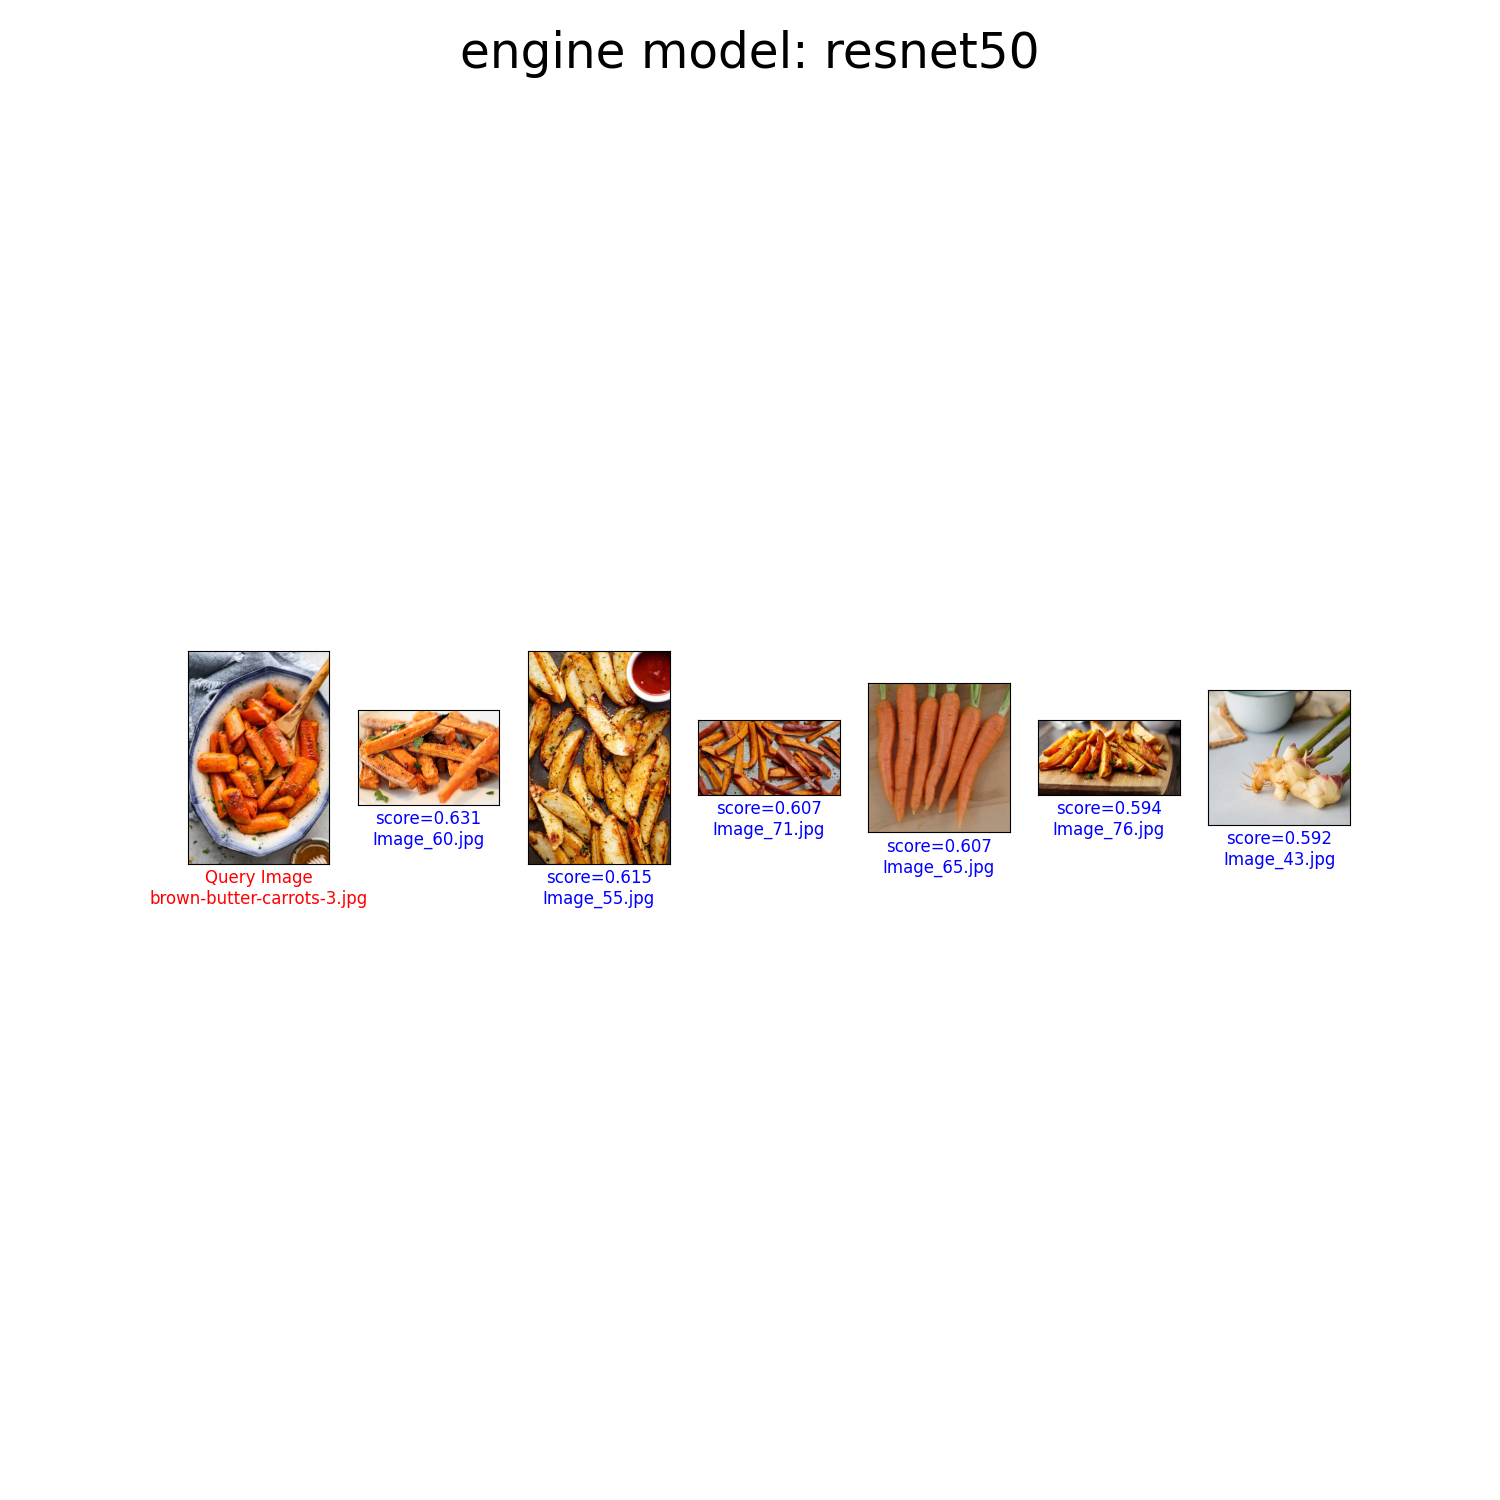 engine model: resnet50
Query Image
brown-butter-carrots-3.jpg
score=0.631
Image_60.jpg
score=0.615
Image_55.jpg
score=0.607
Image_71.jpg
score=0.607
Image_65.jpg
score=0.594
Image_76.jpg
score=0.592
Image_43.jpg